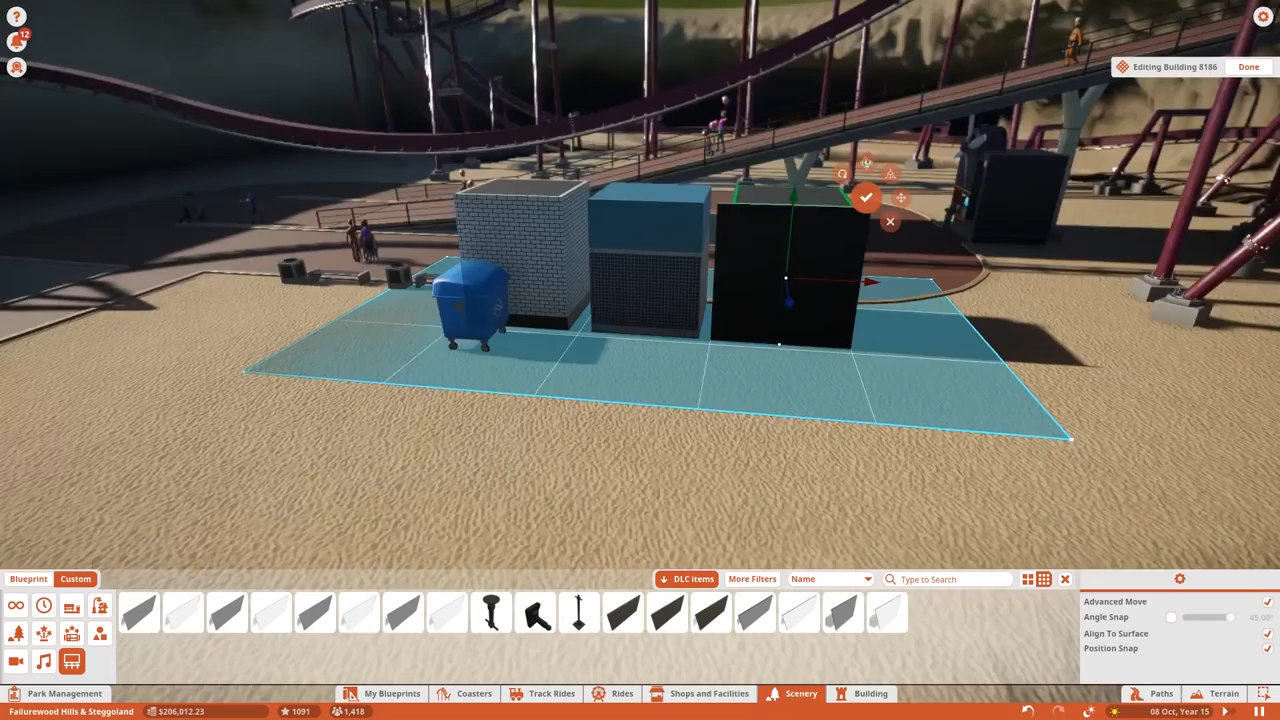 12
Editing Building 8186
Done
Blueprint
Custom
DLC items
More Filters
Name
Type to Search
Advanced Move
Angle Snap
45.00°
Align To Surface
Position Snap
Park Management
My Blueprints
Coasters
Track Rides
Rides
Shops and Facilities
Scenery
Building
Paths
Terrain
Failurewood Hills & Steggoland
$206,012.23
1091
1,418
08 Oct, Year 15